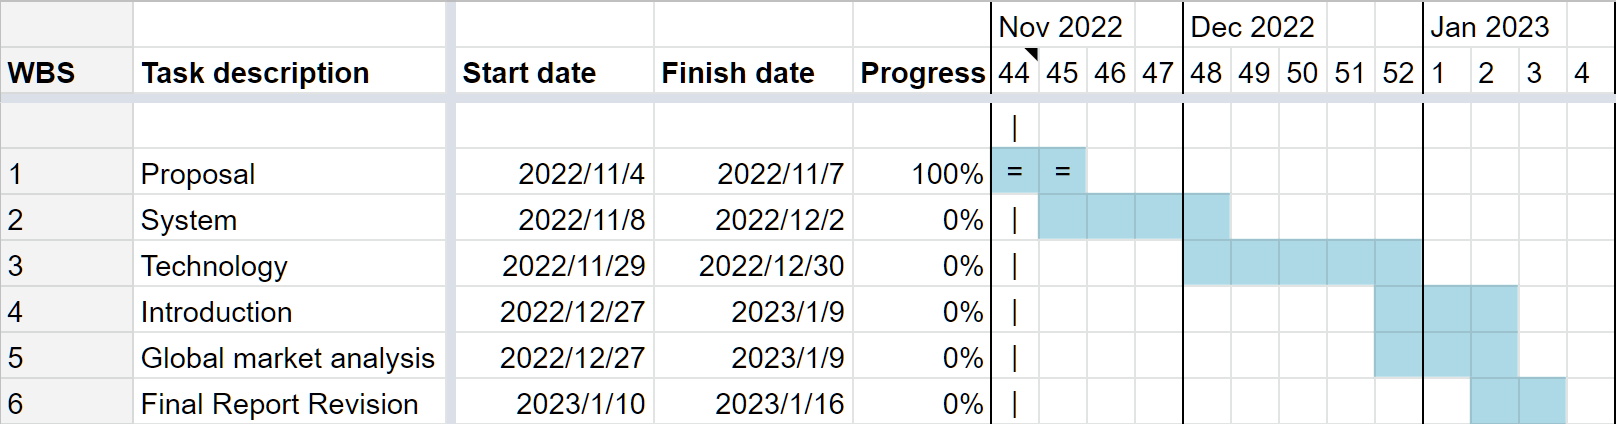 Nov 2022 Dec 2022 Jan 2023
WBS Task description Start date Finish date Progress 44 45 46 47 48 49 50 51 52 1 2 3 4
|
1 Proposal 2022/11/4 2022/11/7 100% = =
2 System 2022/11/8 2022/12/2 0% |
3 Technology 2022/11/29 2022/12/30 0% |
4 Introduction 2022/12/27 2023/1/9 0% |
5 Global market analysis 2022/12/27 2023/1/9 0% |
6 Final Report Revision 2023/1/10 2023/1/16 0% |